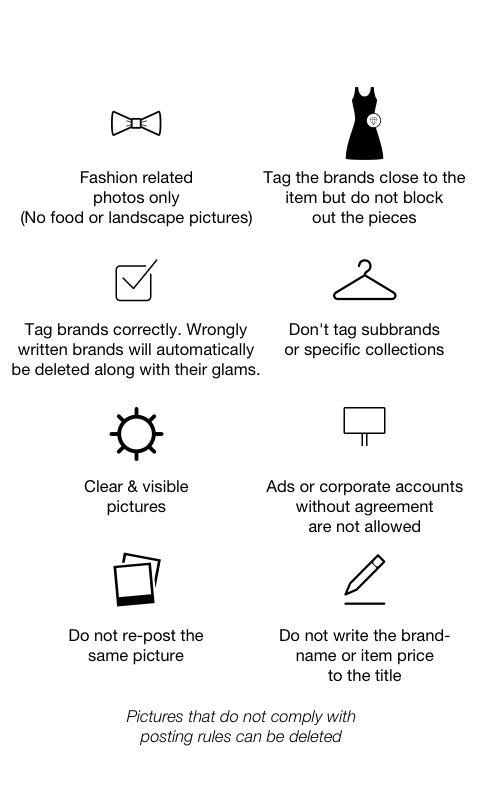 Fashion related
photos only
(No food or landscape pictures)
Tag the brands close to the
item but do not block
out the pieces
Tag brands correctly. Wrongly
written brands will automatically
be deleted along with their glams.
Don't tag subbrands
or specific collections
Clear & visible
pictures
Ads or corporate accounts
without agreement
are not allowed
Do not re-post the
same picture
Do not write the brand-
name or item price
to the title
Pictures that do not comply with
posting rules can be deleted